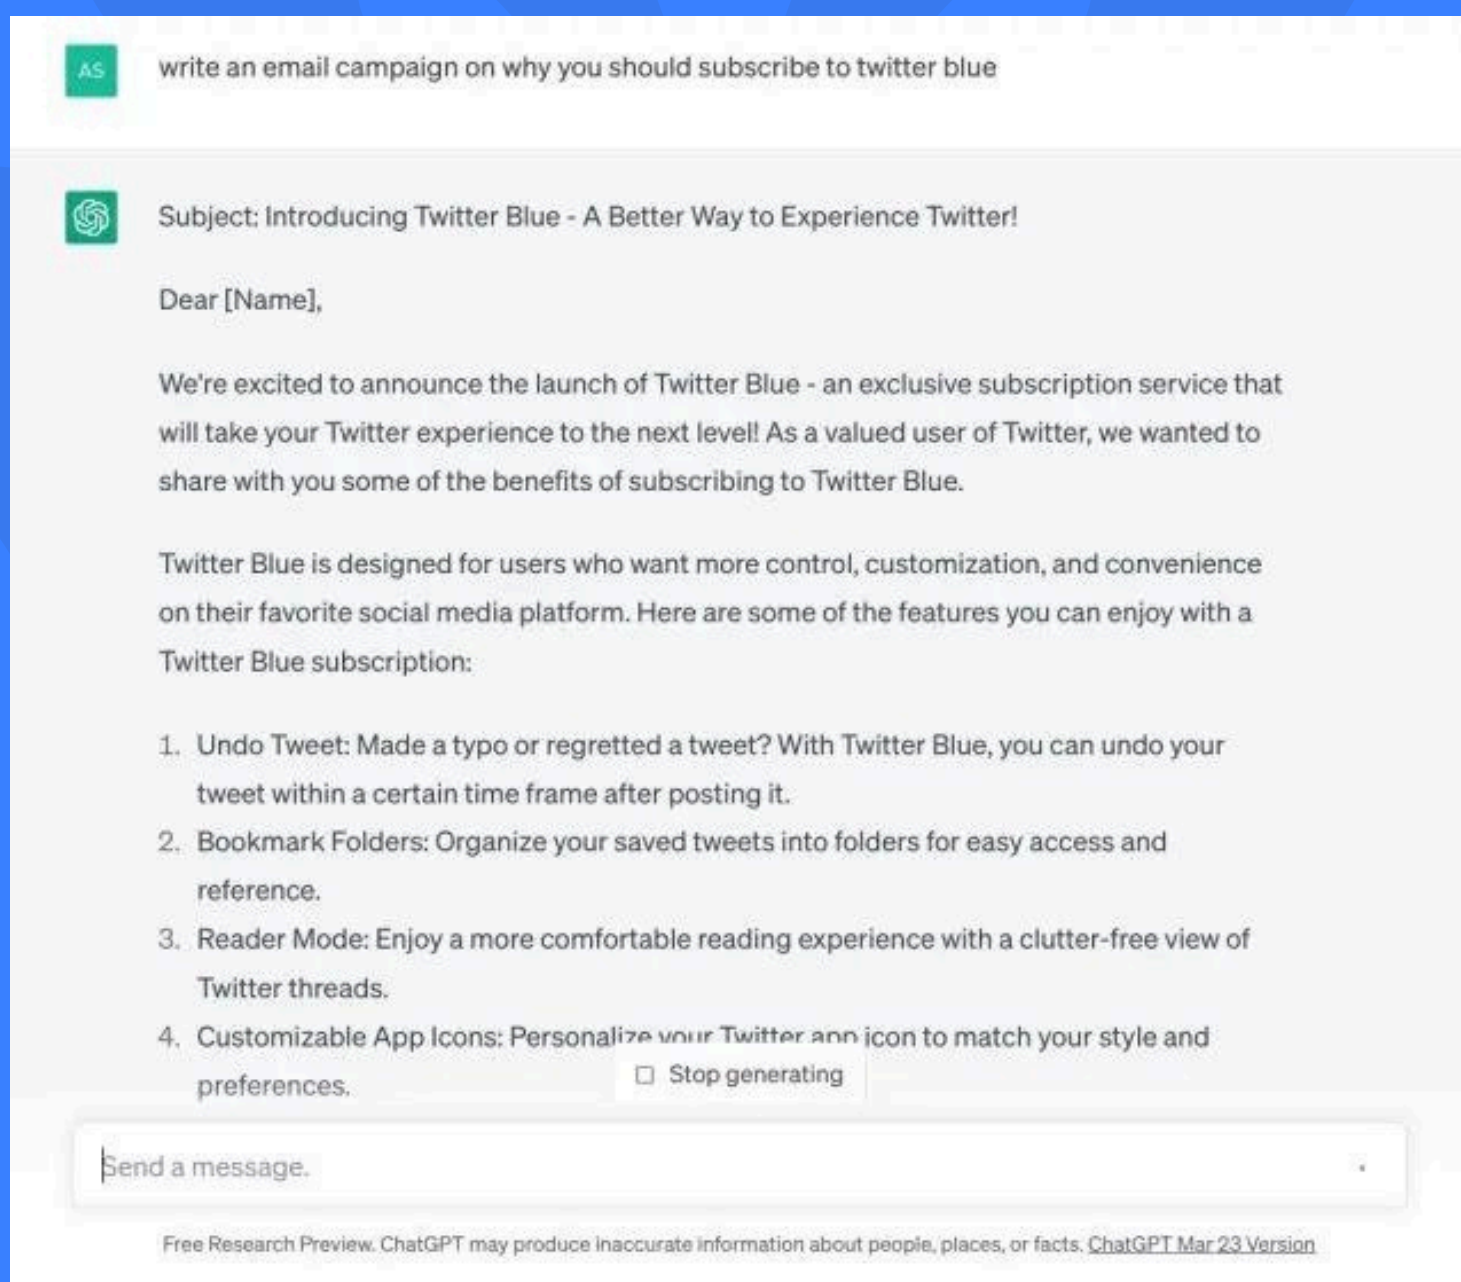 AS
write an email campaign on why you should subscribe to twitter blue
Subject: Introducing Twitter Blue - A Better Way to Experience Twitter!
Dear [Name],
We're excited to announce the launch of Twitter Blue - an exclusive subscription service that
will take your Twitter experience to the next level! As a valued user of Twitter, we wanted to
share with you some of the benefits of subscribing to Twitter Blue.
Twitter Blue is designed for users who want more control, customization, and convenience
on their favorite social media platform. Here are some of the features you can enjoy with a
Twitter Blue subscription:
1. Undo Tweet: Made a typo or regretted a tweet? With Twitter Blue, you can undo your
tweet within a certain time frame after posting it.
2. Bookmark Folders: Organize your saved tweets into folders for easy access and
reference.
3. Reader Mode: Enjoy a more comfortable reading experience with a clutter-free view of
Twitter threads.
4. Customizable App Icons: Personalize your Twitter app icon to match your style and
preferences.
Stop generating
Send a message.
Free Research Preview. ChatGPT may produce inaccurate information about people, places, or facts. ChatGPT Mar 23 Version